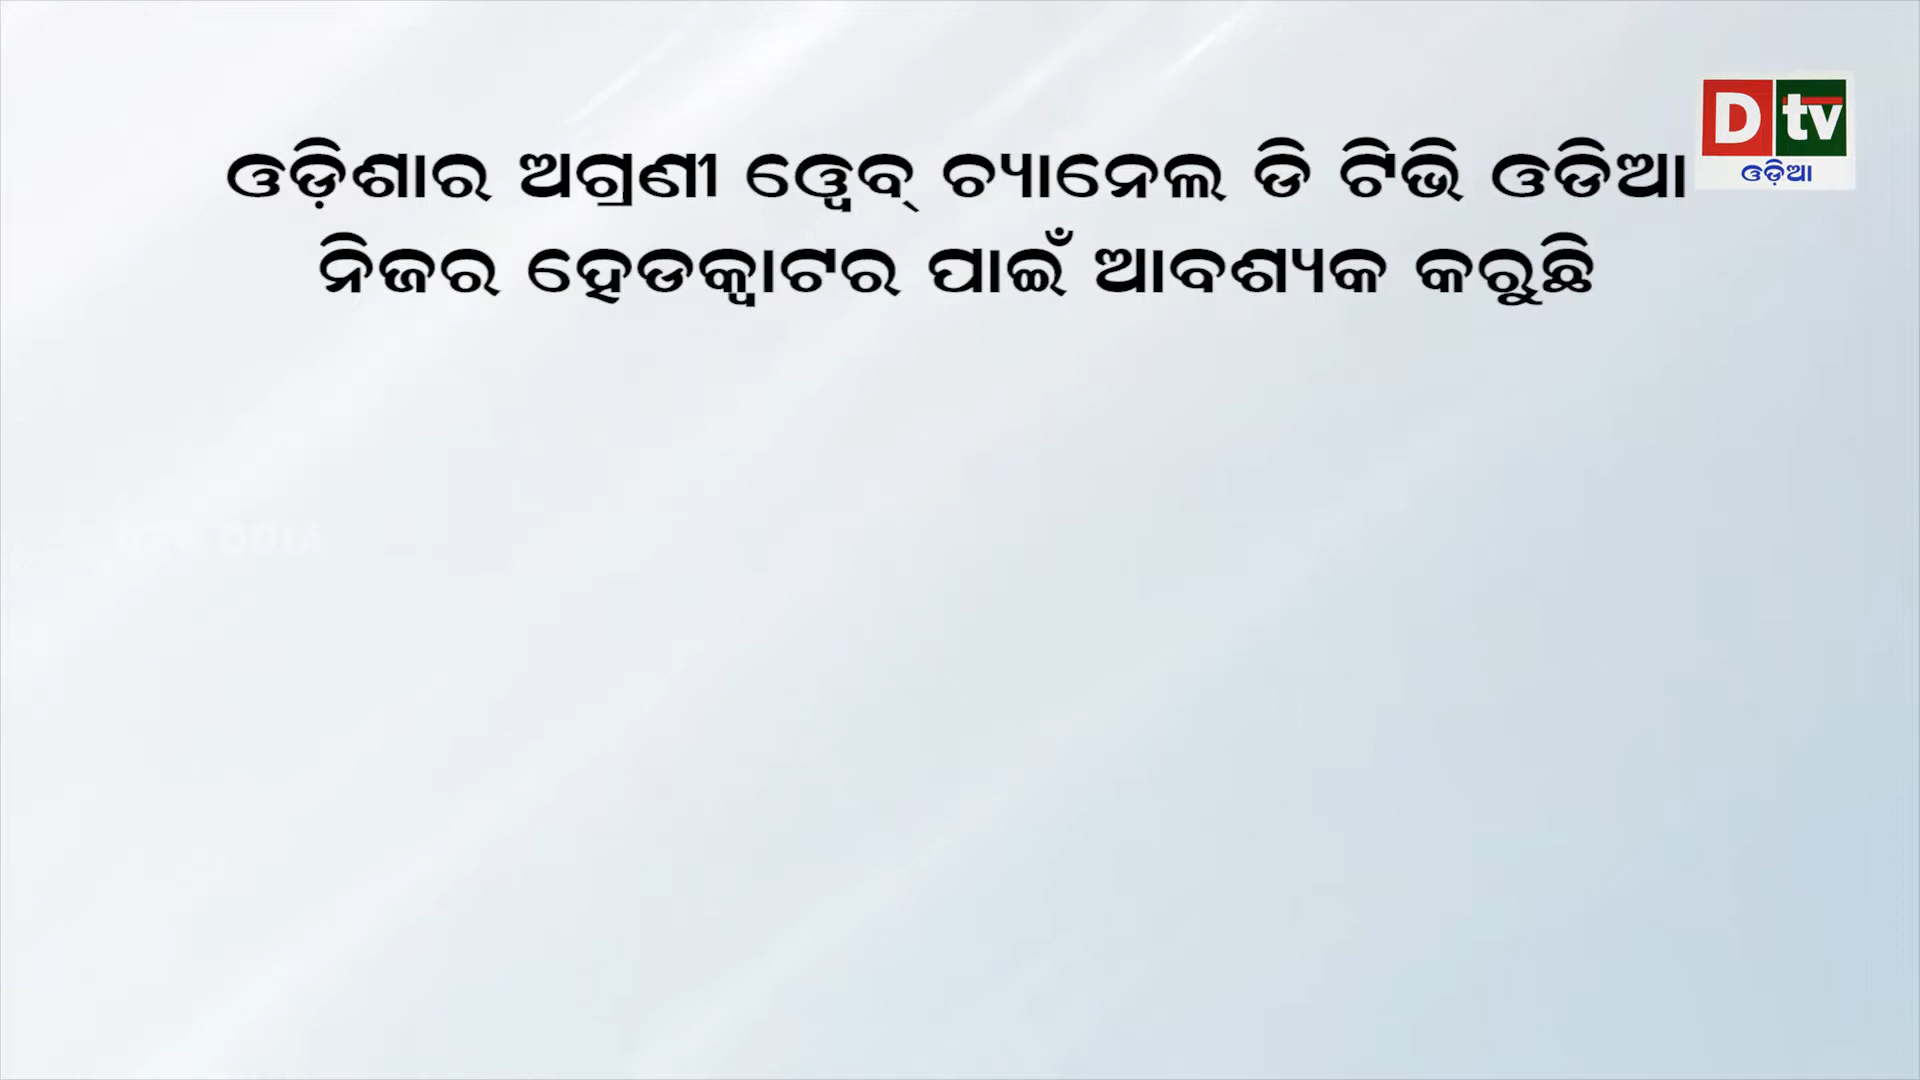 D tv
ଓଡ଼ିଆ
ଓଡ଼ିଶାର ଅଗ୍ରଣୀ ୱେବ୍ ଚ୍ୟାନେଲ ଡି ଟିଭି ଓଡିଆ
ନିଜର ହେଡକ୍ୱାଟର ପାଇଁ ଆବଶ୍ୟକ କରୁଛି